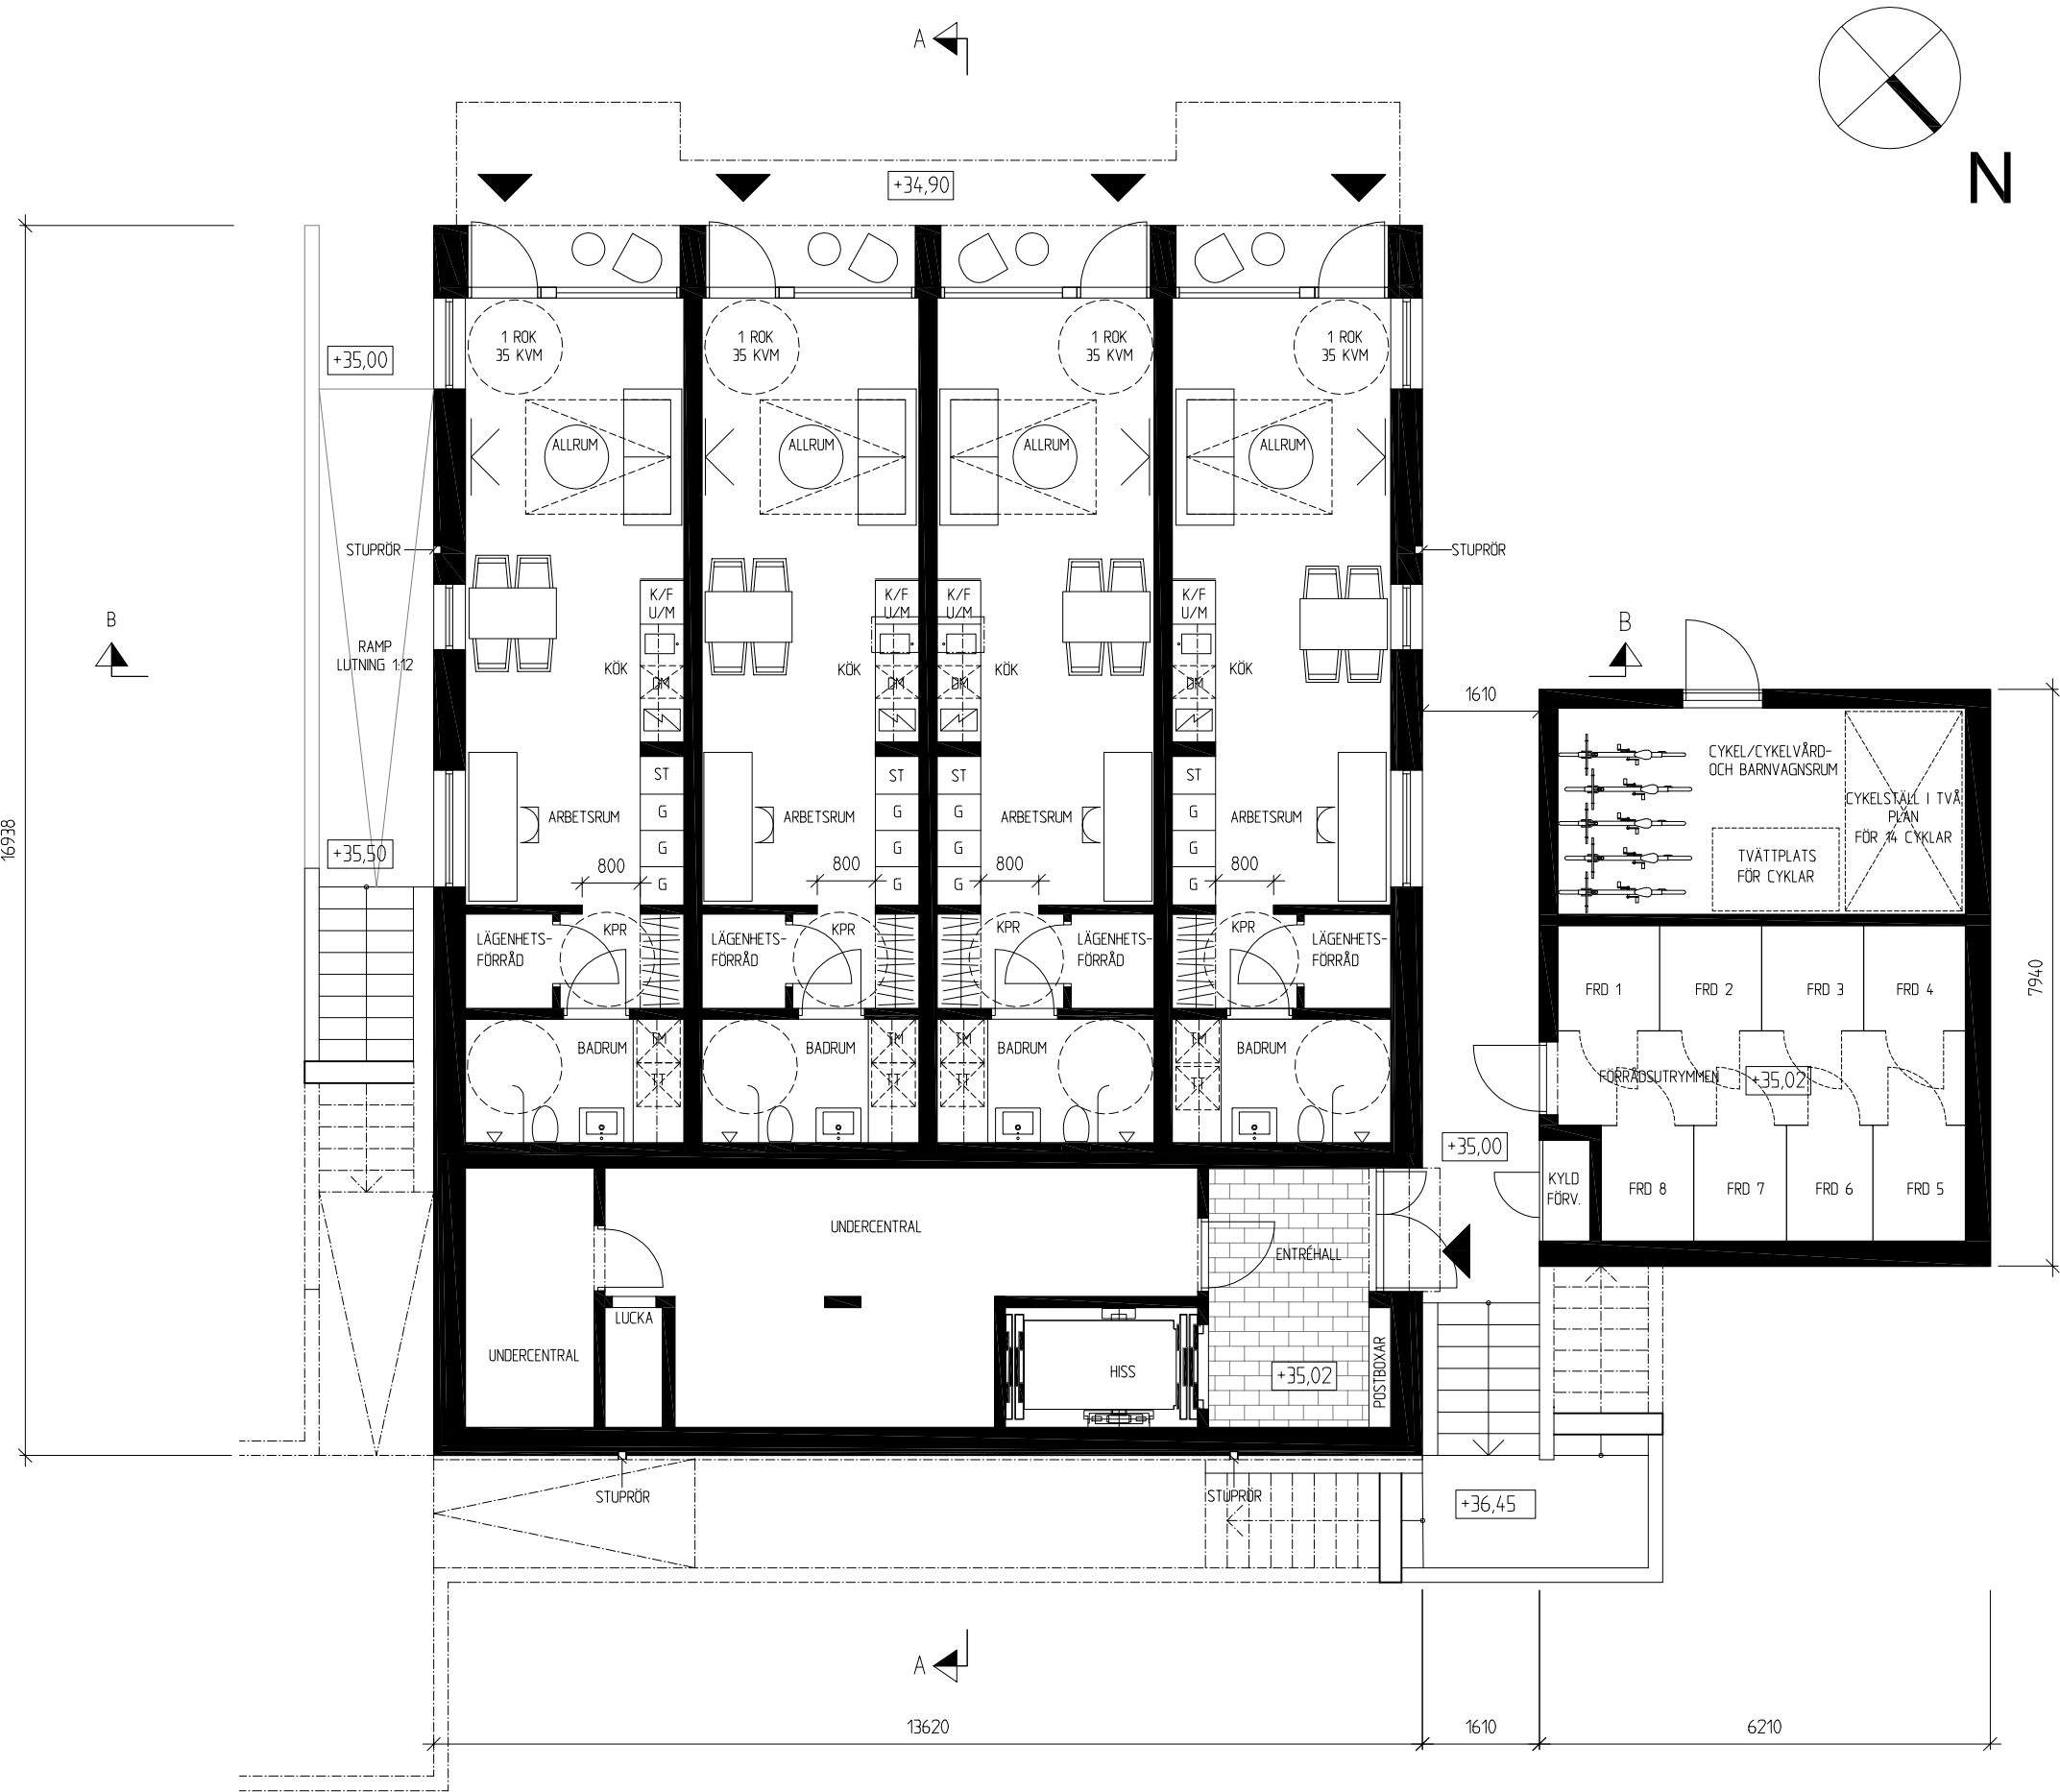 A
N
+34,90
1 ROK
35 KVM
1 ROK
35 KVM
1 ROK
35 KVM
1 ROK
35 KVM
+35,00
ALLRUM
ALLRUM
ALLRUM
ALLRUM
STUPRÖR
STUPRÖR
K/F
U/M
K/F
U/M
K/F
U/M
K/F
U/M
B
B
RAMP
LUTNING 1:12
KÖK
KÖK
KÖK
KÖK
DM
DM
DM
DM
1610
CYKEL/CYKELVÅRD-
OCH BARNVAGNSRUM
CYKELSTÄLL I TVÅ
PLAN
FÖR 14 CYKLAR
TVÄTTPLATS
FÖR CYKLAR
ST
ST
ST
ST
G
G
G
G
ARBETSRUM
ARBETSRUM
ARBETSRUM
ARBETSRUM
16938
+35,50
G
G
G
G
800
800
800
800
G
G
G
G
LÄGENHETS-
FÖRRÅD
KPR
LÄGENHETS-
FÖRRÅD
KPR
KPR
LÄGENHETS-
FÖRRÅD
KPR
LÄGENHETS-
FÖRRÅD
7940
FRD 1
FRD 2
FRD 3
FRD 4
BADRUM
TM
TT
BADRUM
TM
TT
TM
TT
BADRUM
TM
TT
BADRUM
FÖRRÅDSUTRYMMEN
+35,02
+35,00
KYLD
FÖRV.
FRD 8
FRD 7
FRD 6
FRD 5
UNDERCENTRAL
ENTRÉHALL
LUCKA
UNDERCENTRAL
HISS
+35,02
POSTBOXAR
STUPRÖR
STUPRÖR
+36,45
A
13620
1610
6210